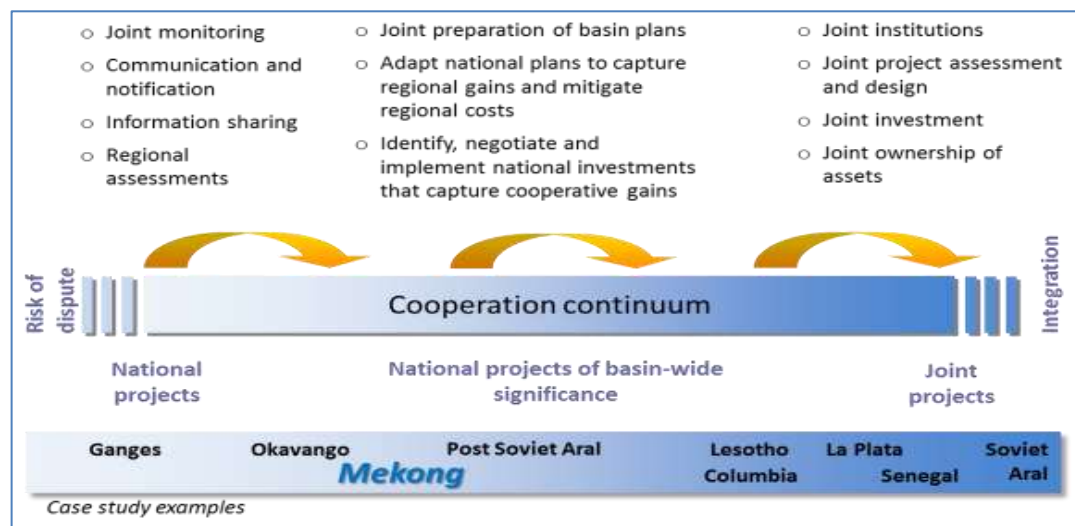 ○ Joint monitoring
○ Communication and
notification
○ Information sharing
○ Regional
assessments
○ Joint preparation of basin plans
○ Adapt national plans to capture
regional gains and mitigate
regional costs
○ Identify, negotiate and
implement national investments
that capture cooperative gains
○ Joint institutions
○ Joint project assessment
and design
○ Joint investment
○ Joint ownership of
assets
Risk of
dispute
Cooperation continuum
Integration
National
projects
National projects of basin-wide
significance
Joint
projects
Ganges
Okavango
Mekong
Post Soviet Aral
Lesotho
Columbia
La Plata
Senegal
Soviet
Aral
Case study examples